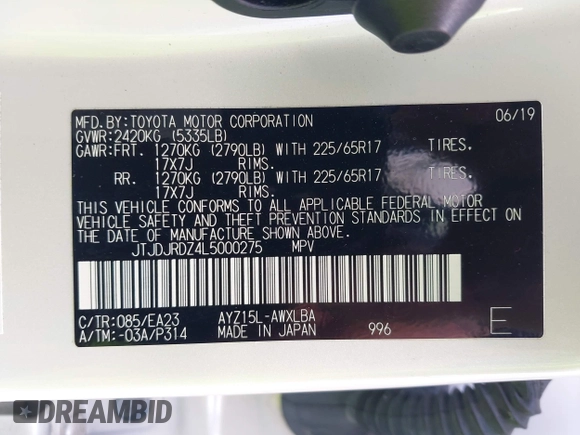 MFD.BY:TOYOTA MOTOR CORPORATION 06/19
GVWR:2420KG (5335LB)
GAWR:FRT. 1270KG (2790LB) WITH 225/65R17 TIRES.
17X7J RIMS.
RR. 1270KG (2790LB) WITH 225/65R17 TIRES.
17X7J RIMS.
THIS VEHICLE CONFORMS TO ALL APPLICABLE FEDERAL MOTOR
VEHICLE SAFETY AND THEFT PREVENTION STANDARDS IN EFFECT ON
THE DATE OF MANUFACTURE SHOWN ABOVE.
JTJDJRDZ4L5000275 MPV
C/TR:085/EA23 AYZ15L-AWXLBA
A/TM:-03A/P314 MADE IN JAPAN 996 E
DREAMBID